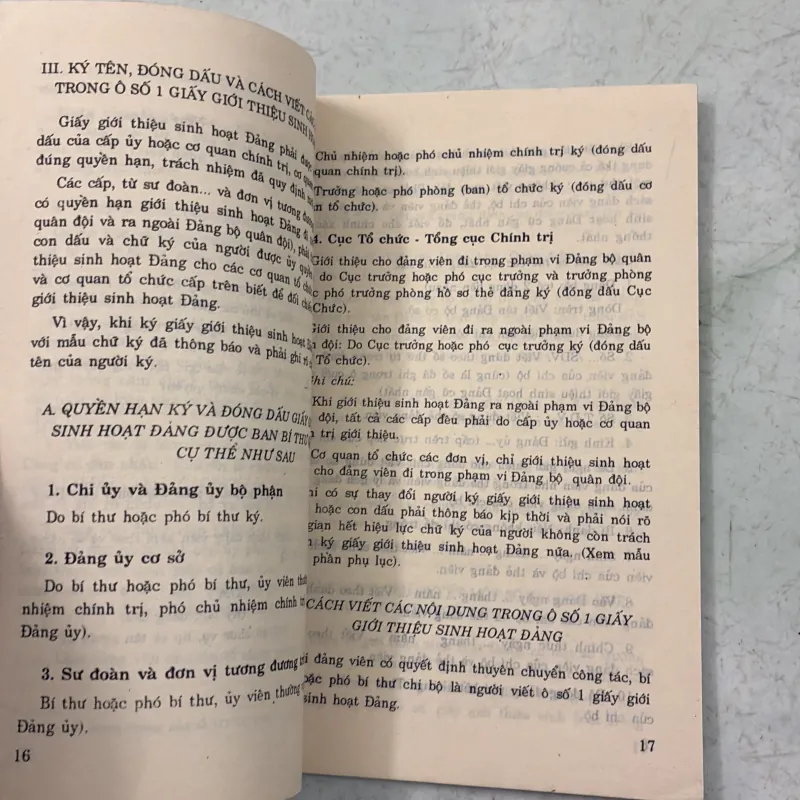 III. KÝ TÊN, ĐÓNG DẤU VÀ CÁCH VIẾT CÁC
TRONG Ô SỐ 1 GIẤY GIỚI THIỆU SINH
Giấy giới thiệu sinh hoạt Đảng phải được
dấu của cấp ủy hoặc cơ quan chính trị, cơ quan
đúng quyền hạn, trách nhiệm đã quy định
Các cấp, từ sư đoàn... và đơn vị tương đương
có quyền hạn giới thiệu sinh hoạt Đảng đi
quân đội và ra ngoài Đảng bộ quân đội), phải
con dấu và chữ ký của người được ủy quyền
thiệu sinh hoạt Đảng cho các cơ quan tổ chức
và cơ quan tổ chức cấp trên biết để đối chiếu
giới thiệu sinh hoạt Đảng.
Vì vậy, khi ký giấy giới thiệu sinh hoạt
với mẫu chữ ký đã thông báo và phải ghi rõ
tên của người ký.
A. QUYỀN HẠN KÝ VÀ ĐÓNG DẤU GIẤY
SINH HOẠT ĐẢNG ĐƯỢC BAN BÍ THƯ
CỤ THỂ NHƯ SAU
1. Chi ủy và Đảng ủy bộ phận
Do bí thư hoặc phó bí thư ký.
2. Đảng ủy cơ sở
Do bí thư hoặc phó bí thư, ủy viên
nhiệm chính trị, phó chủ nhiệm chính
Đảng ủy).
3. Sư đoàn và đơn vị tương đương
Bí thư hoặc phó bí thư, ủy viên thường
Đảng ủy).
16
Chủ nhiệm hoặc phó chủ nhiệm chính trị ký (đóng dấu
quan chính trị).
Trưởng hoặc phó phòng (ban) tổ chức ký (đóng dấu cơ
tổ chức).
4. Cục Tổ chức - Tổng cục Chính trị
Giới thiệu cho đảng viên đi trong phạm vi Đảng bộ quân
do Cục trưởng hoặc phó cục trưởng và trưởng phòng
phó trưởng phòng hồ sơ thẻ đảng ký (đóng dấu Cục
Chức).
Giới thiệu cho đảng viên đi ra ngoài phạm vi Đảng bộ
đội: Do Cục trưởng hoặc phó cục trưởng ký (đóng dấu
Tổ chức).
chú:
Khi giới thiệu sinh hoạt Đảng ra ngoài phạm vi Đảng bộ
đội, tất cả các cấp đều phải do cấp ủy hoặc cơ quan
trị giới thiệu.
Cơ quan tổ chức các đơn vị, chỉ giới thiệu sinh hoạt
cho đảng viên đi trong phạm vi Đảng bộ quân đội.
có sự thay đổi người ký giấy giới thiệu sinh hoạt
hoặc con dấu phải thông báo kịp thời và phải nói rõ
gian hết hiệu lực chữ ký của người không còn trách
ký giấy giới thiệu sinh hoạt Đảng nữa. (Xem mẫu
phần phụ lục).
CÁCH VIẾT CÁC NỘI DUNG TRONG Ô SỐ 1 GIẤY
GIỚI THIỆU SINH HOẠT ĐẢNG
đảng viên có quyết định thuyên chuyển công tác, bí
hoặc phó bí thư chi bộ là người viết ô số 1 giấy giới
sinh hoạt Đảng.
17